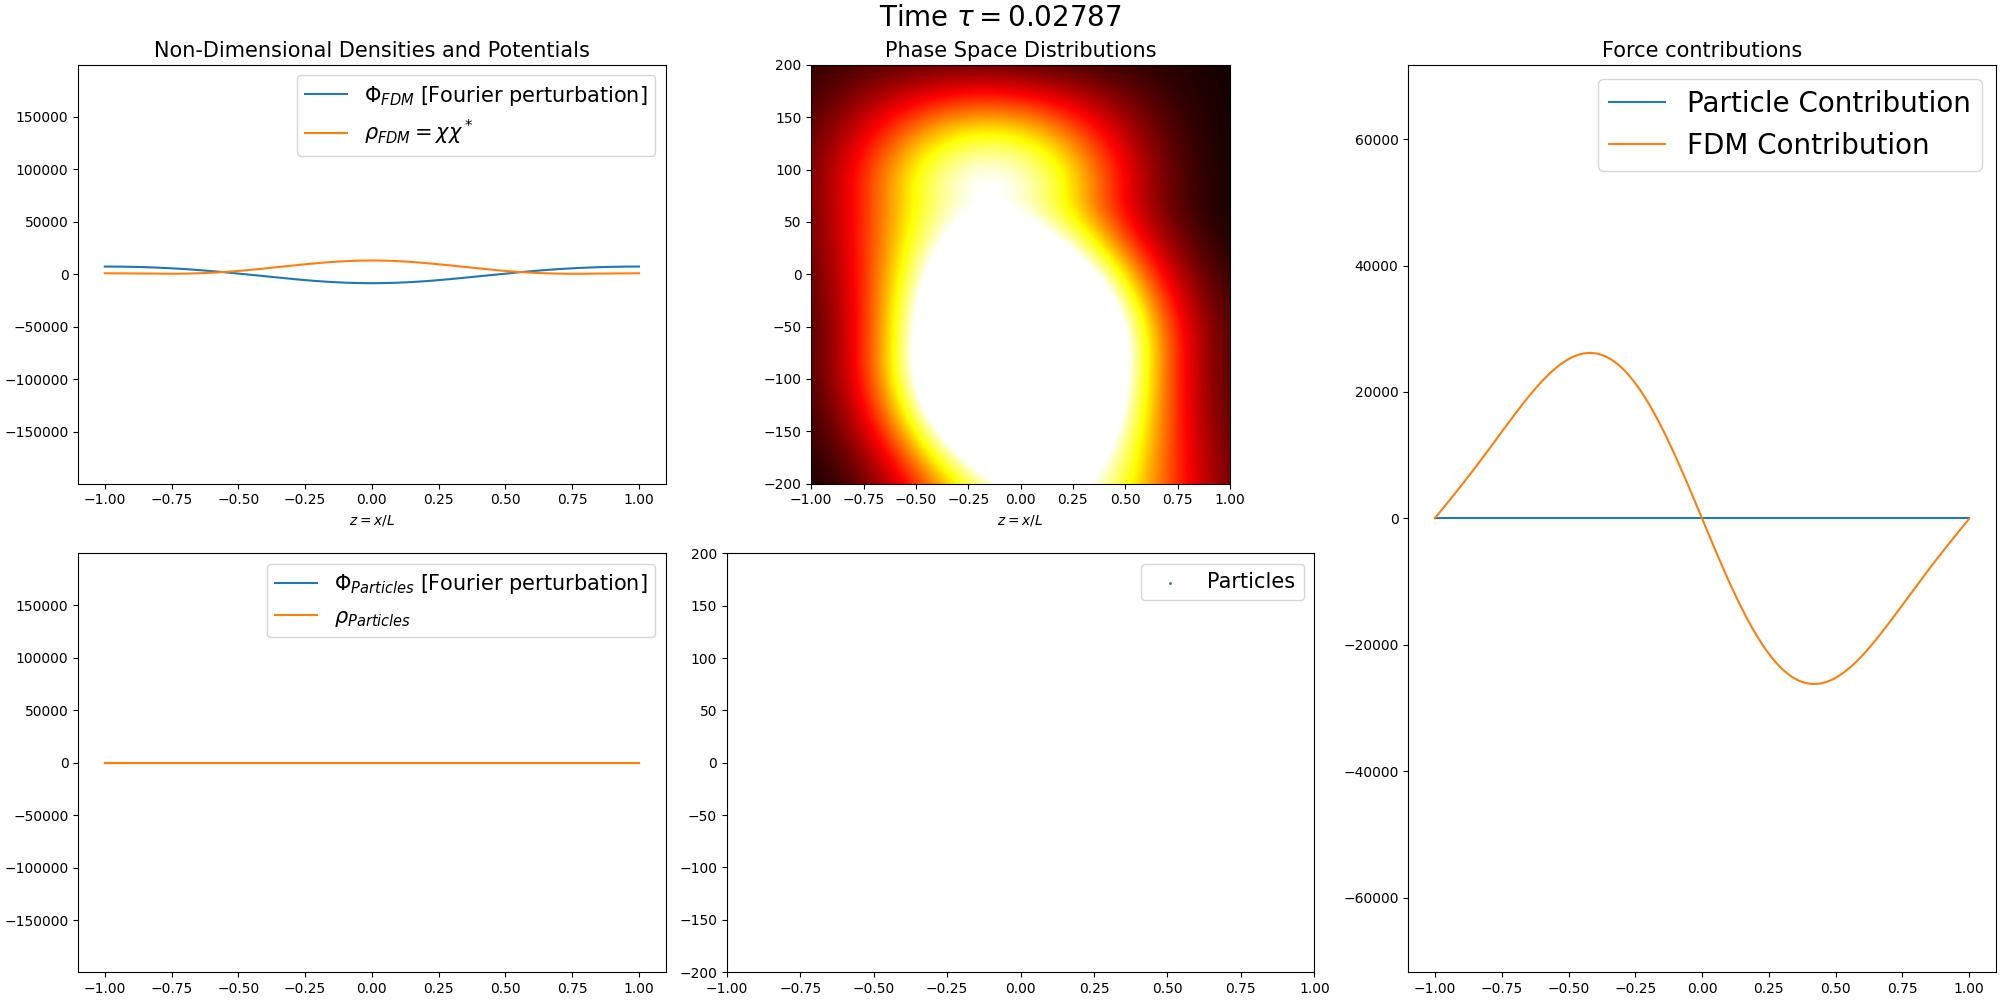 Time τ = 0.02787
Non-Dimensional Densities and Potentials
Φ_FDM [Fourier perturbation]
ρ_FDM = χχ*
150000
100000
50000
0
−50000
−100000
−150000
−1.00 −0.75 −0.50 −0.25 0.00 0.25 0.50 0.75 1.00
z = x/L
Phase Space Distributions
200
150
100
50
0
−50
−100
−150
−200
−1.00 −0.75 −0.50 −0.25 0.00 0.25 0.50 0.75 1.00
z = x/L
Force contributions
Particle Contribution
FDM Contribution
60000
40000
20000
0
−20000
−40000
−60000
−1.00 −0.75 −0.50 −0.25 0.00 0.25 0.50 0.75 1.00
Φ_Particles [Fourier perturbation]
ρ_Particles
150000
100000
50000
0
−50000
−100000
−150000
−1.00 −0.75 −0.50 −0.25 0.00 0.25 0.50 0.75 1.00
Particles
200
150
100
50
0
−50
−100
−150
−200
−1.00 −0.75 −0.50 −0.25 0.00 0.25 0.50 0.75 1.00